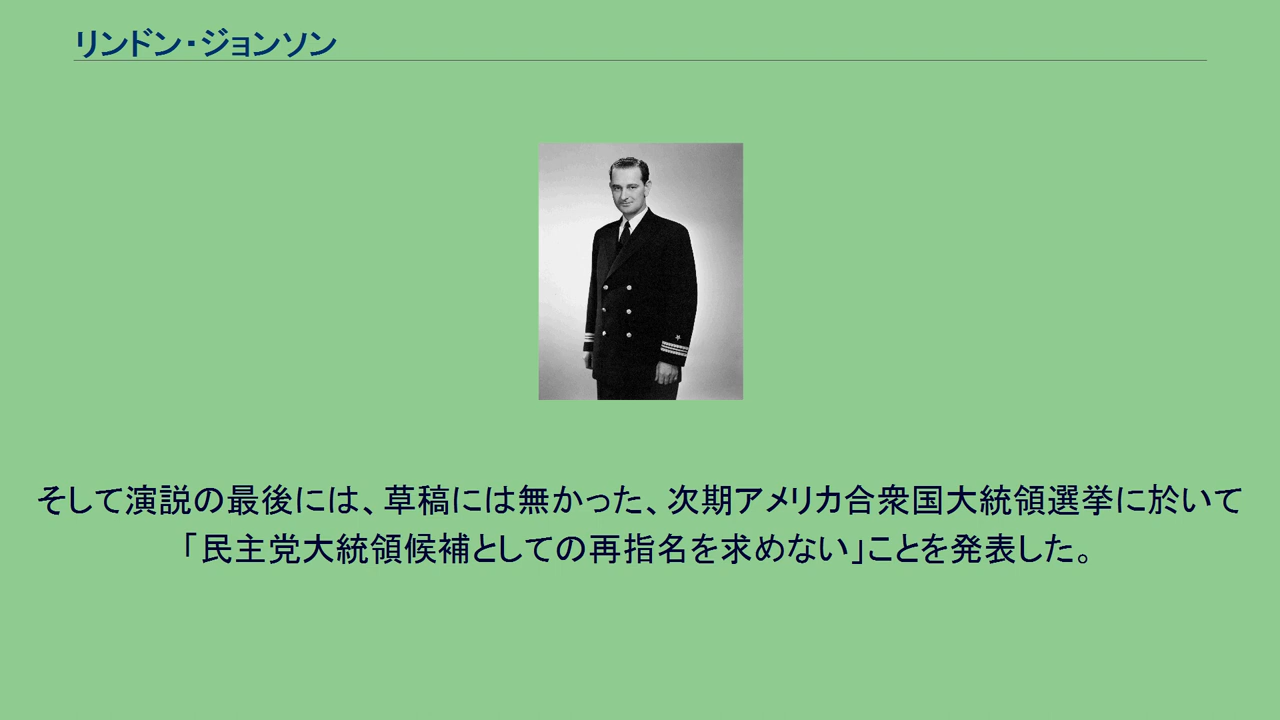 リンドン・ジョンソン
そして演説の最後には、草稿には無かった、次期アメリカ合衆国大統領選挙に於いて
「民主党大統領候補としての再指名を求めない」ことを発表した。